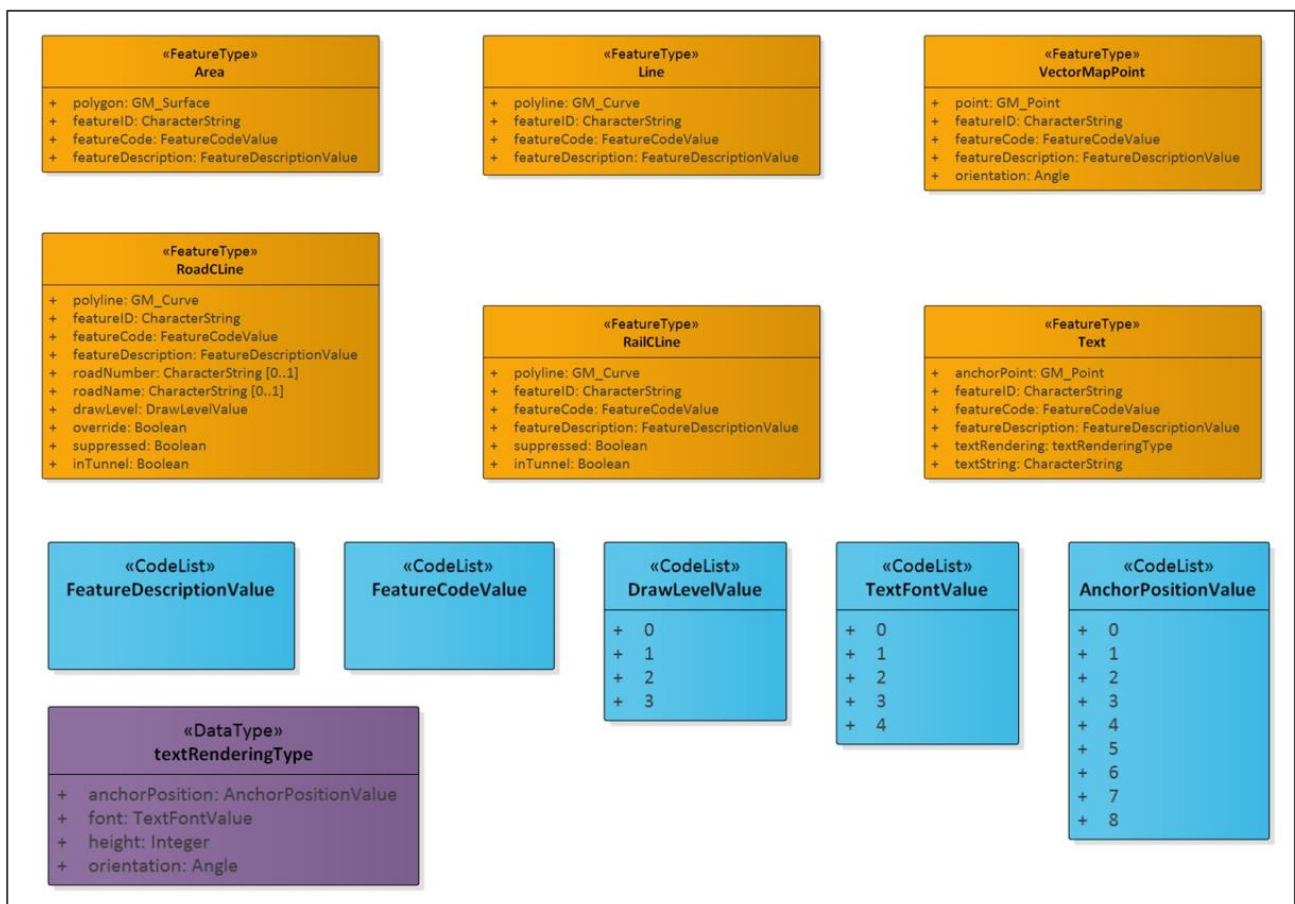 «FeatureType»
Area
+ polygon: GM_Surface
+ featureID: CharacterString
+ featureCode: FeatureCodeValue
+ featureDescription: FeatureDescriptionValue
«FeatureType»
Line
+ polyline: GM_Curve
+ featureID: CharacterString
+ featureCode: FeatureCodeValue
+ featureDescription: FeatureDescriptionValue
«FeatureType»
VectorMapPoint
+ point: GM_Point
+ featureID: CharacterString
+ featureCode: FeatureCodeValue
+ featureDescription: FeatureDescriptionValue
+ orientation: Angle
«FeatureType»
RoadCLine
+ polyline: GM_Curve
+ featureID: CharacterString
+ featureCode: FeatureCodeValue
+ featureDescription: FeatureDescriptionValue
+ roadNumber: CharacterString [0..1]
+ roadName: CharacterString [0..1]
+ drawLevel: DrawLevelValue
+ override: Boolean
+ suppressed: Boolean
+ inTunnel: Boolean
«FeatureType»
RailCLine
+ polyline: GM_Curve
+ featureID: CharacterString
+ featureCode: FeatureCodeValue
+ featureDescription: FeatureDescriptionValue
+ suppressed: Boolean
+ inTunnel: Boolean
«FeatureType»
Text
+ anchorPoint: GM_Point
+ featureID: CharacterString
+ featureCode: FeatureCodeValue
+ featureDescription: FeatureDescriptionValue
+ textRendering: textRenderingType
+ textString: CharacterString
«CodeList»
FeatureDescriptionValue
«CodeList»
FeatureCodeValue
«CodeList»
DrawLevelValue
+ 0
+ 1
+ 2
+ 3
«CodeList»
TextFontValue
+ 0
+ 1
+ 2
+ 3
+ 4
«CodeList»
AnchorPositionValue
+ 0
+ 1
+ 2
+ 3
+ 4
+ 5
+ 6
+ 7
+ 8
«DataType»
textRenderingType
+ anchorPosition: AnchorPositionValue
+ font: TextFontValue
+ height: Integer
+ orientation: Angle